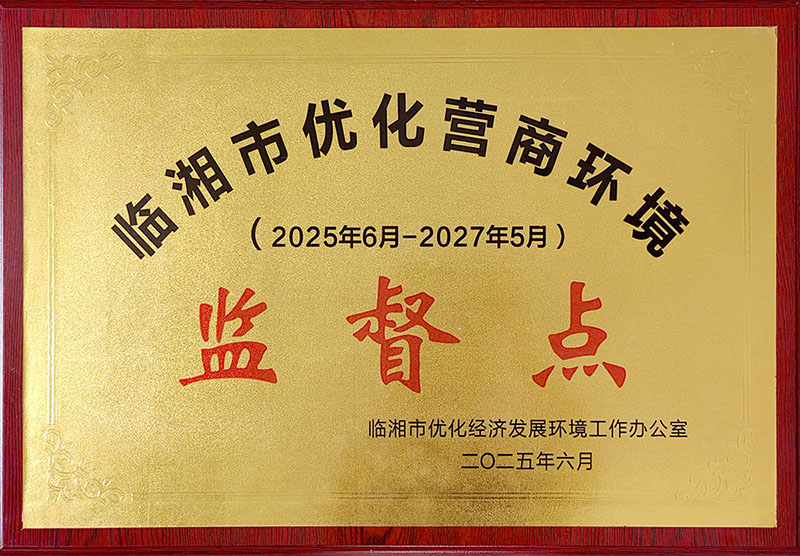 临湘市优化营商环境
（2025年6月-2027年5月）
监督点
临湘市优化经济发展环境工作办公室
二〇二五年六月